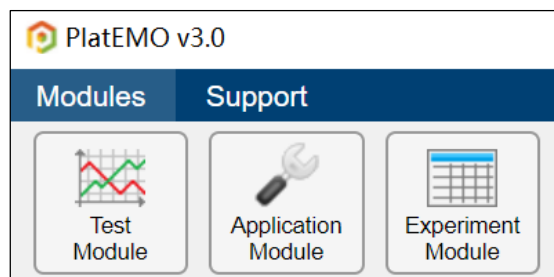 PlatEMO v3.0
Modules Support
Test
Module
Application
Module
Experiment
Module